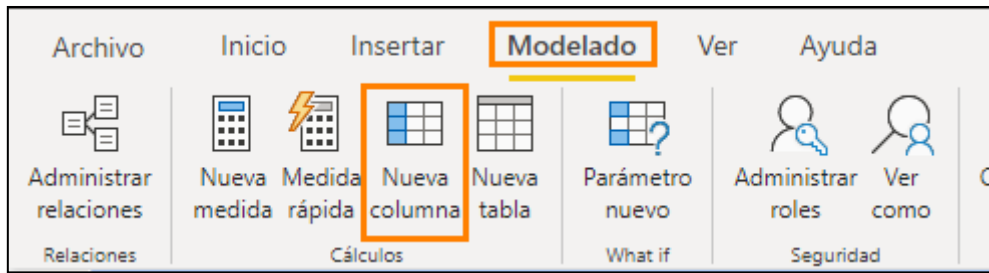 Archivo Inicio Insertar Modelado Ver Ayuda
Administrar relaciones
Nueva medida
Medida rápida
Nueva columna
Nueva tabla
Parámetro nuevo
Administrar roles
Ver como
Relaciones Cálculos What if Seguridad